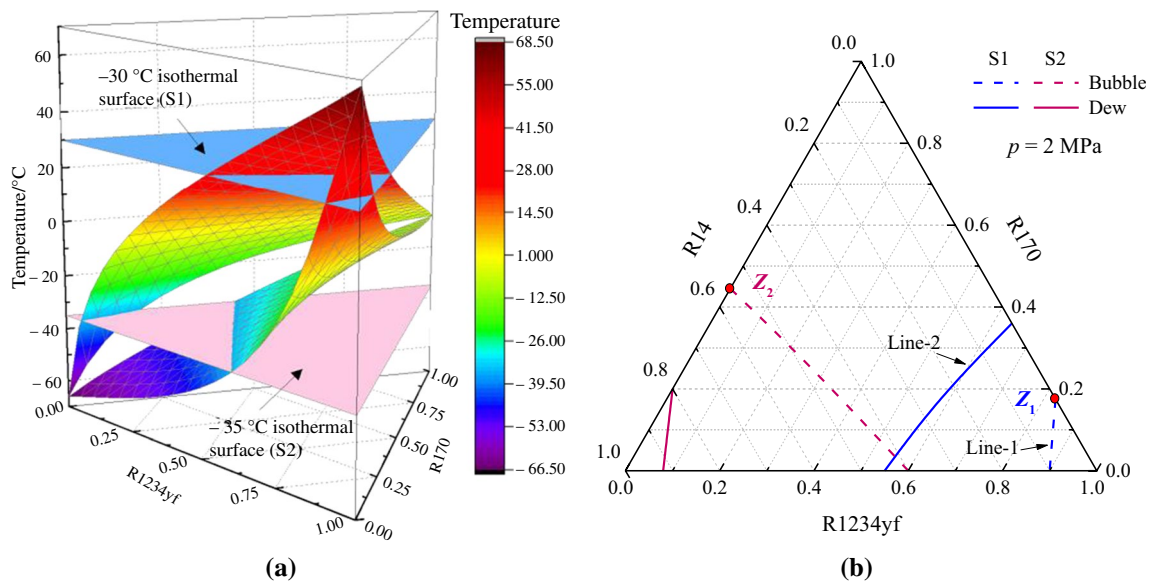 Temperature
60
40
20
0
– 20
– 40
– 60
Temperature/°C
–30 °C isothermal
surface (S1)
– 35 °C isothermal
surface (S2)
0.00
0.25
0.50
0.75
1.00
R1234yf
0.00
0.25
0.50
0.75
1.00
R170
68.50
55.00
41.50
28.00
14.50
1.000
– 12.50
– 26.00
– 39.50
– 53.00
– 66.50
(a)
S1 S2
Bubble
Dew
p = 2 MPa
0.0
0.2
0.4
0.6
0.8
1.0
R14
1.0
0.8
0.6
0.4
0.2
0.0
R170
0.0
0.2
0.4
0.6
0.8
1.0
R1234yf
Z2
Line-2
Z1
Line-1
(b)